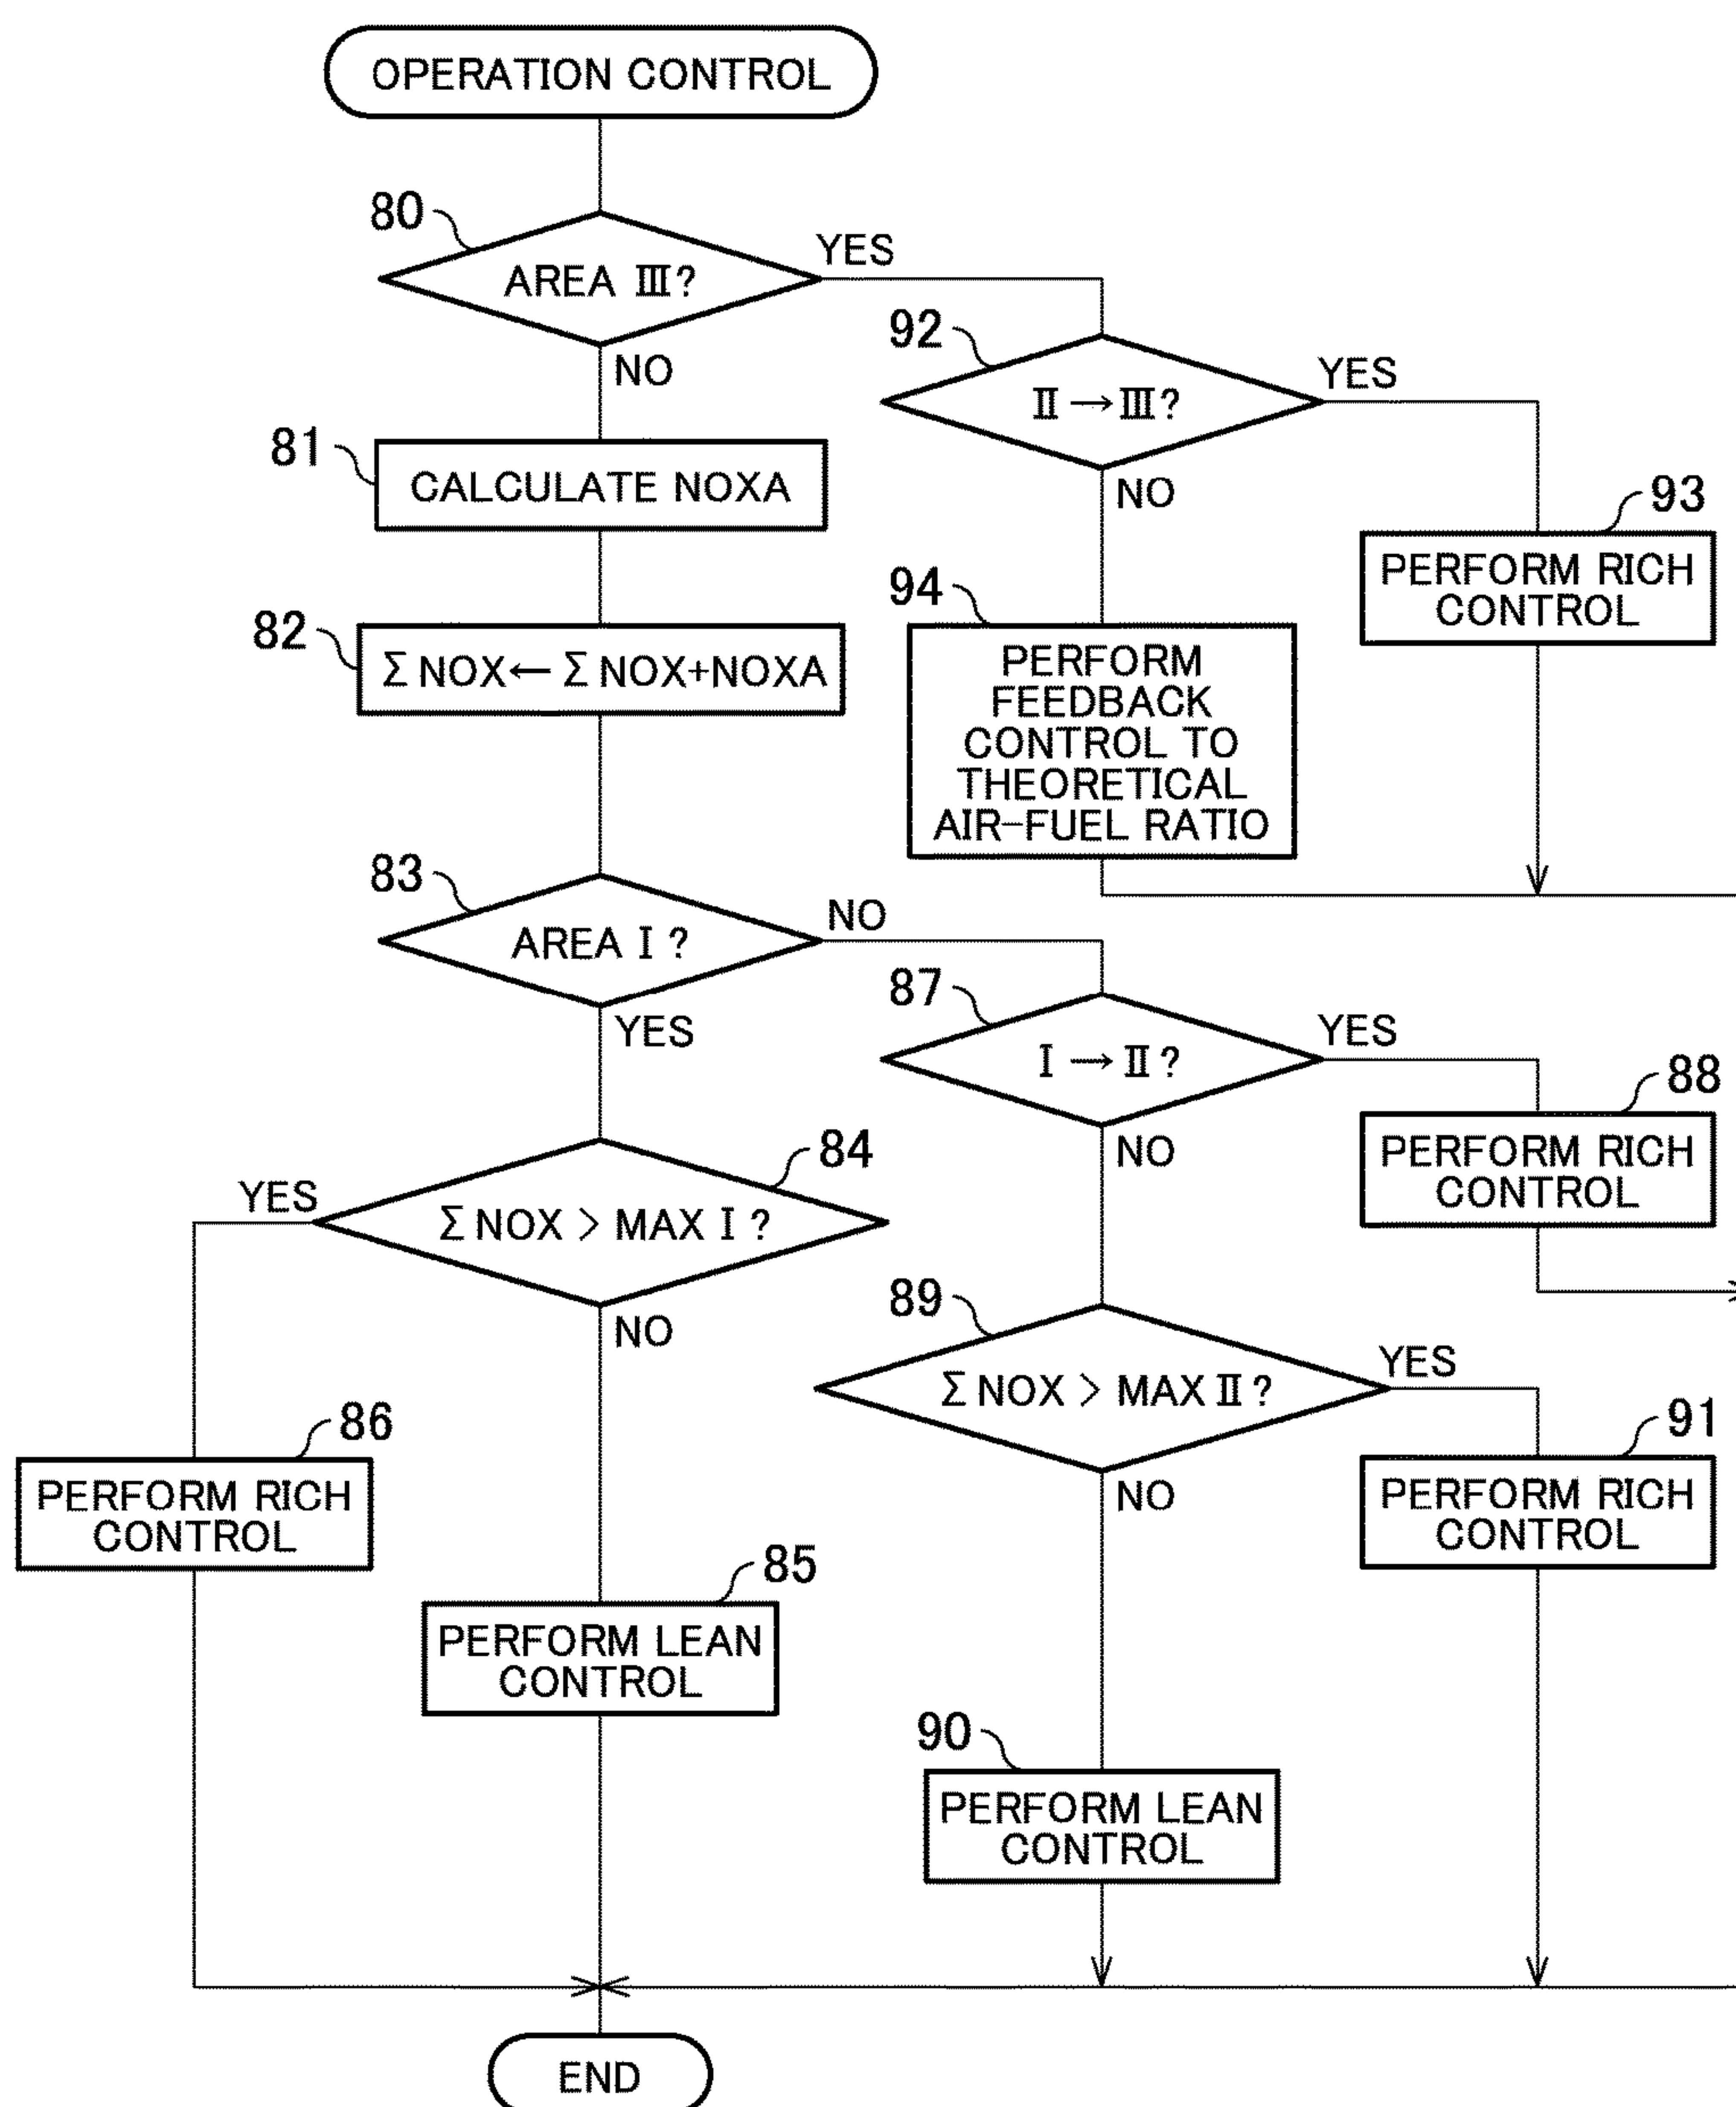 OPERATION CONTROL
80
AREA Ⅲ?
YES
NO
92
Ⅱ→Ⅲ?
YES
NO
81
CALCULATE NOXA
93
PERFORM RICH
CONTROL
94
PERFORM
FEEDBACK
CONTROL TO
THEORETICAL
AIR-FUEL RATIO
82
ΣNOX←ΣNOX+NOXA
83
AREA Ⅰ?
NO
YES
87
Ⅰ→Ⅱ?
YES
NO
88
PERFORM RICH
CONTROL
84
ΣNOX > MAX Ⅰ?
YES
NO
89
ΣNOX > MAX Ⅱ?
YES
NO
86
PERFORM RICH
CONTROL
91
PERFORM RICH
CONTROL
85
PERFORM LEAN
CONTROL
90
PERFORM LEAN
CONTROL
END